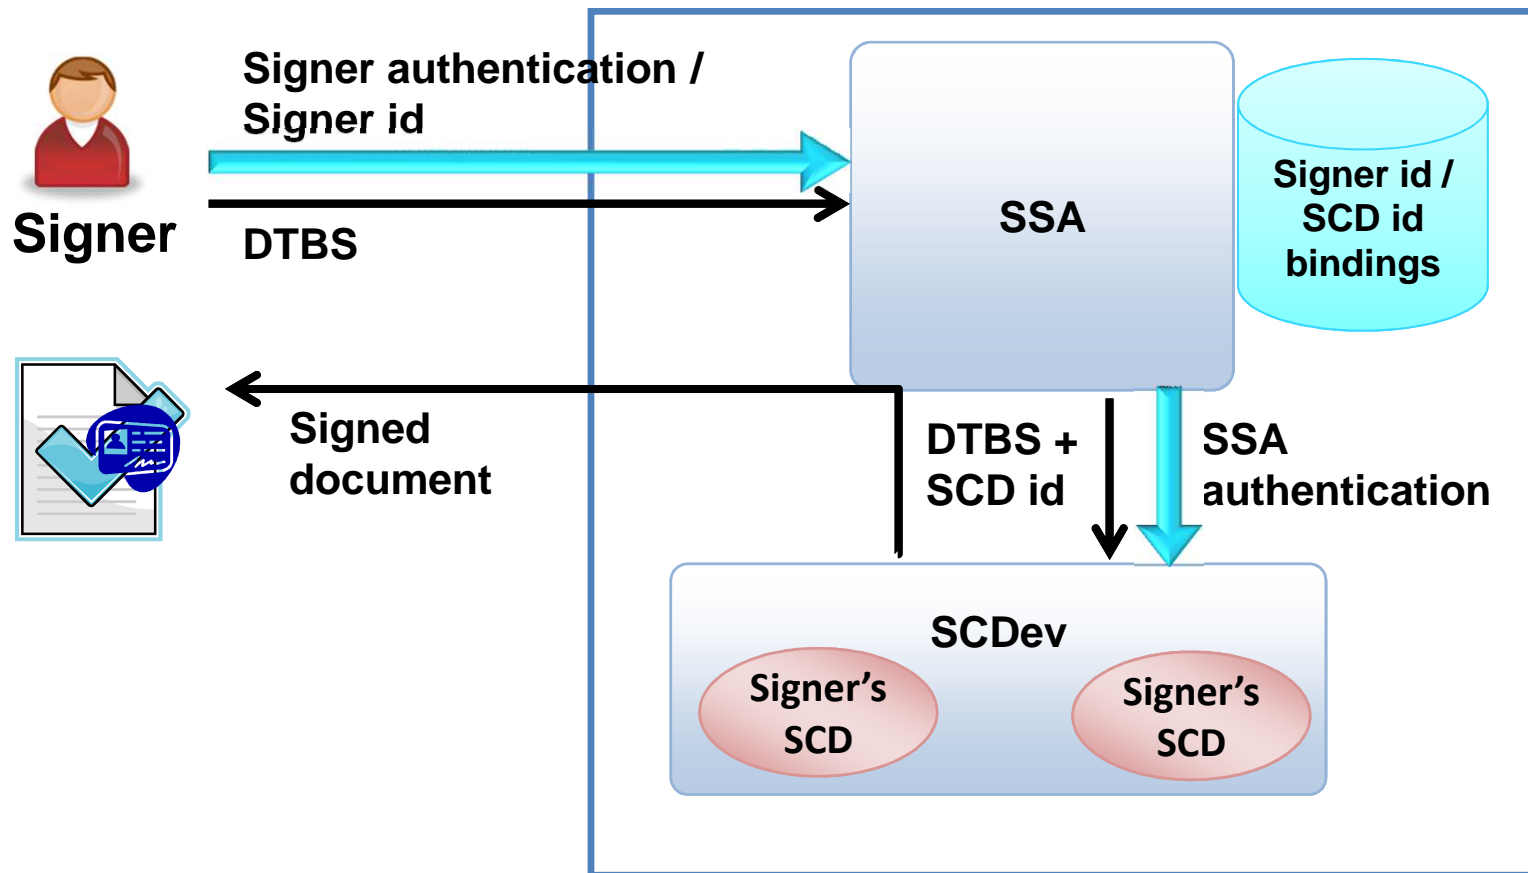 Signer authentication /
Signer id
Signer
DTBS
SSA
Signer id /
SCD id
bindings
Signed
document
DTBS +
SCD id
SSA
authentication
SCDev
Signer’s
SCD
Signer’s
SCD